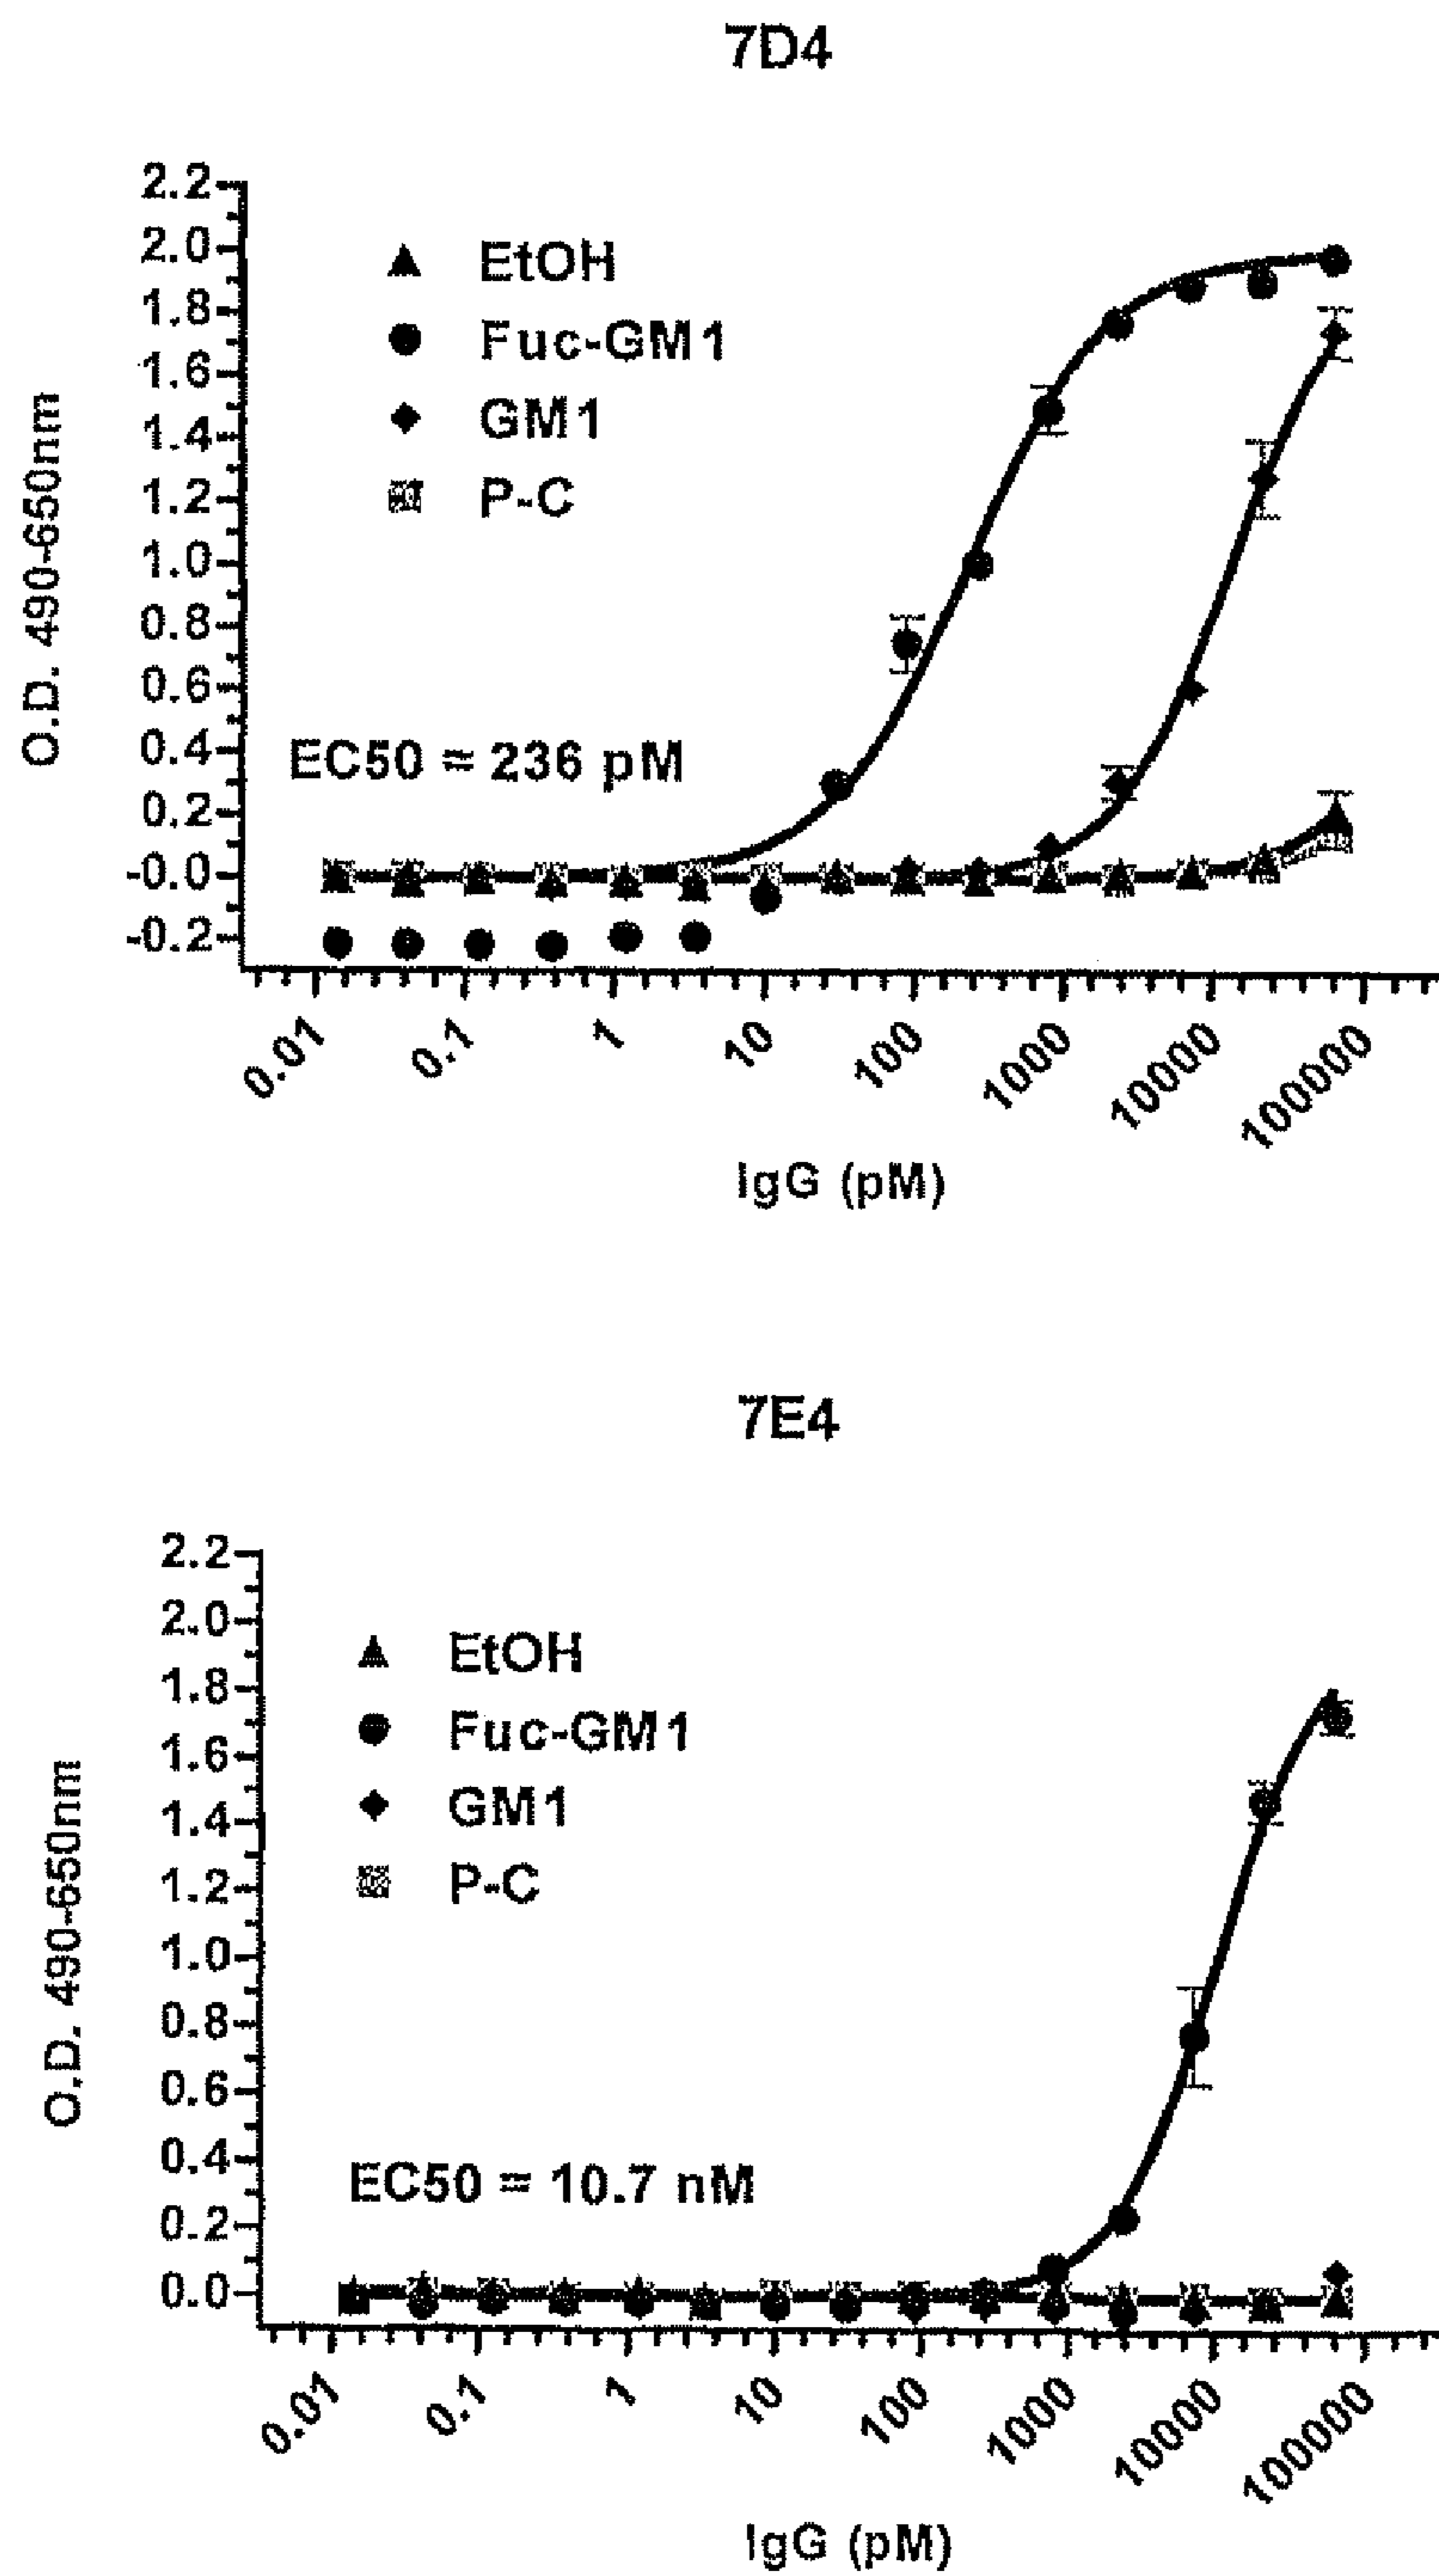 7D4
2.2
2.0
1.8
1.6
1.4
1.2
1.0
0.8
0.6
0.4
0.2
-0.0
-0.2
O.D. 490-650nm
EtOH
Fuc-GM1
GM1
P-C
EC50 = 236 pM
0.01
0.1
1
10
100
1000
10000
100000
IgG (pM)
7E4
2.2
2.0
1.8
1.6
1.4
1.2
1.0
0.8
0.6
0.4
0.2
0.0
O.D. 490-650nm
EtOH
Fuc-GM1
GM1
P-C
EC50 = 10.7 nM
0.01
0.1
1
10
100
1000
10000
100000
IgG (pM)